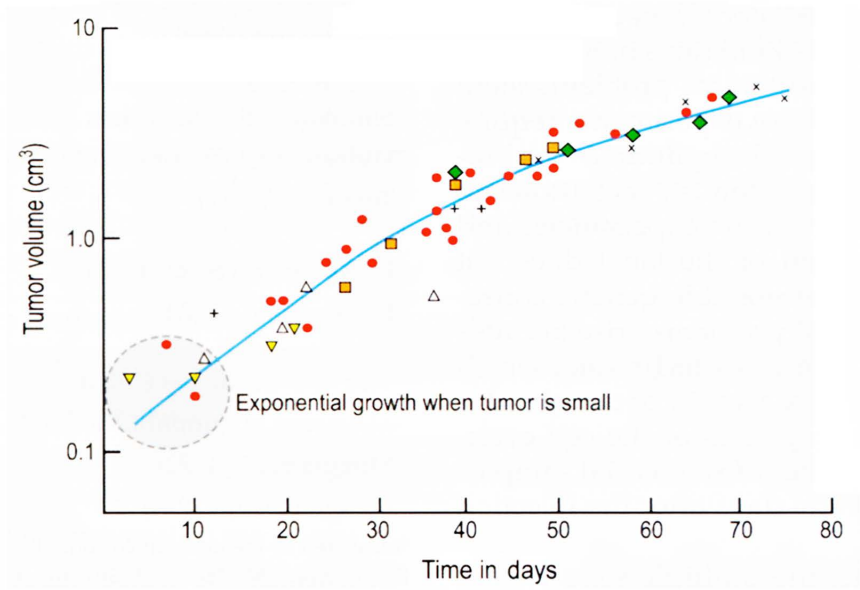 10
1.0
0.1
Tumor volume (cm³)
Exponential growth when tumor is small
10 20 30 40 50 60 70 80
Time in days